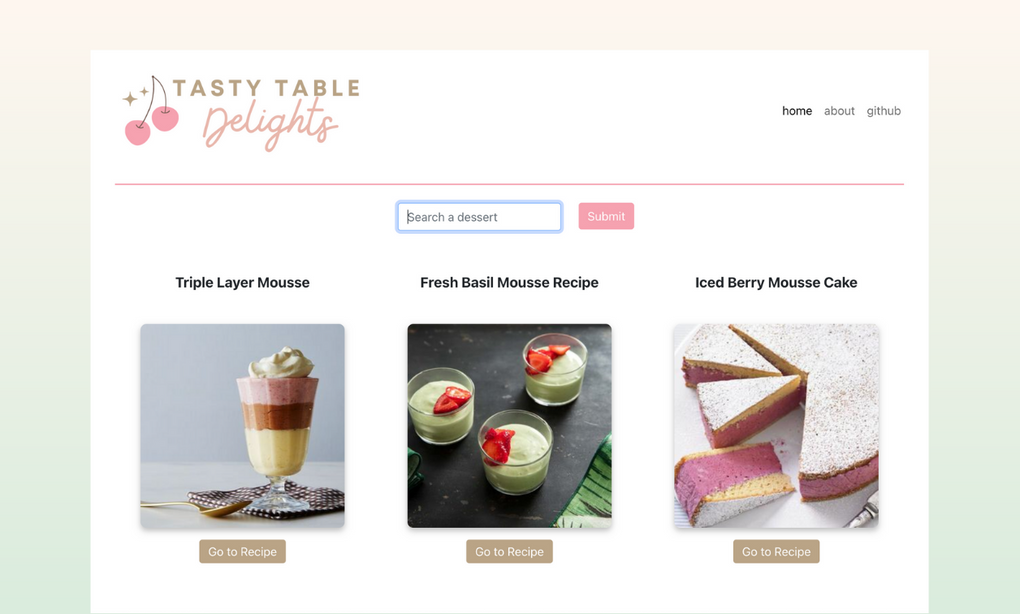 TASTY TABLE
Delights
home about github
Search a dessert Submit
Triple Layer Mousse Fresh Basil Mousse Recipe Iced Berry Mousse Cake
Go to Recipe Go to Recipe Go to Recipe